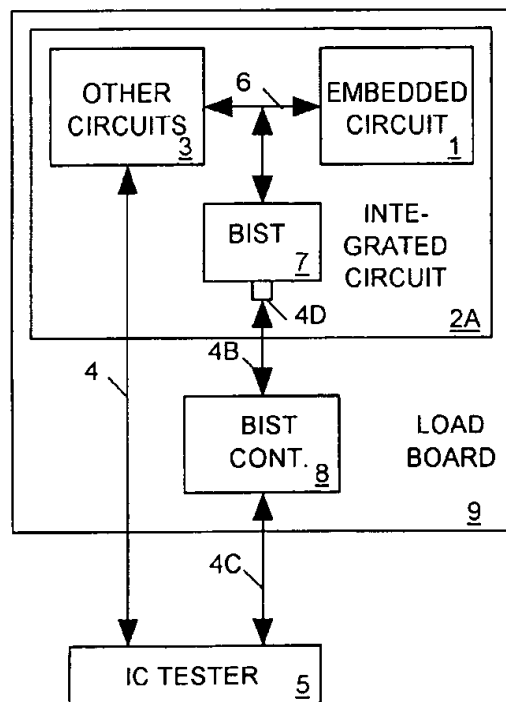 OTHER
CIRCUITS
3
6
EMBEDDED
CIRCUIT
1
BIST
7
INTE-
GRATED
CIRCUIT
2A
4D
4
4B
BIST
CONT.
8
LOAD
BOARD
9
4C
IC TESTER
5